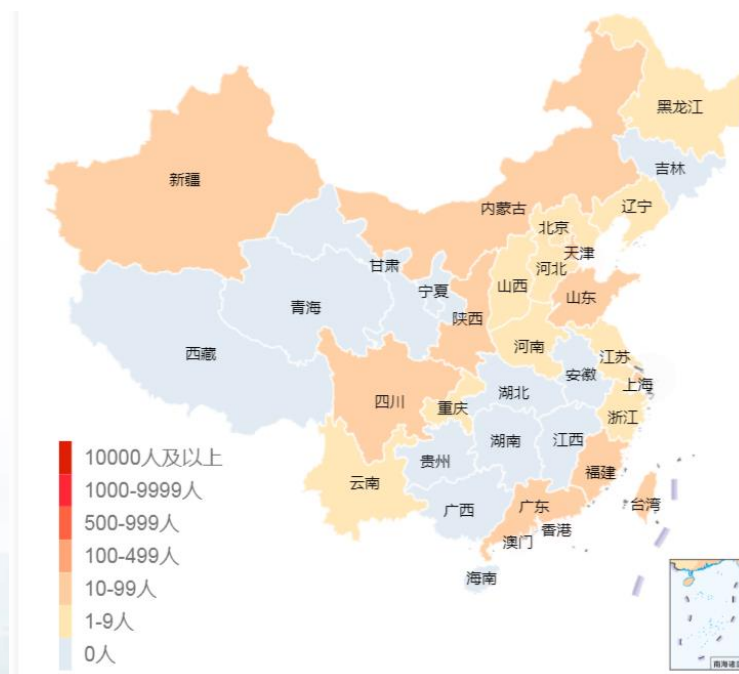 黑龙江
吉林
新疆
辽宁
内蒙古
北京
天津
甘肃
河北
山西
宁夏
山东
青海
陕西
河南
西藏
江苏
安徽
上海
湖北
四川
重庆
浙江
湖南
江西
贵州
福建
云南
台湾
广西
广东
香港
澳门
海南
10000人及以上
1000-9999人
500-999人
100-499人
10-99人
1-9人
0人